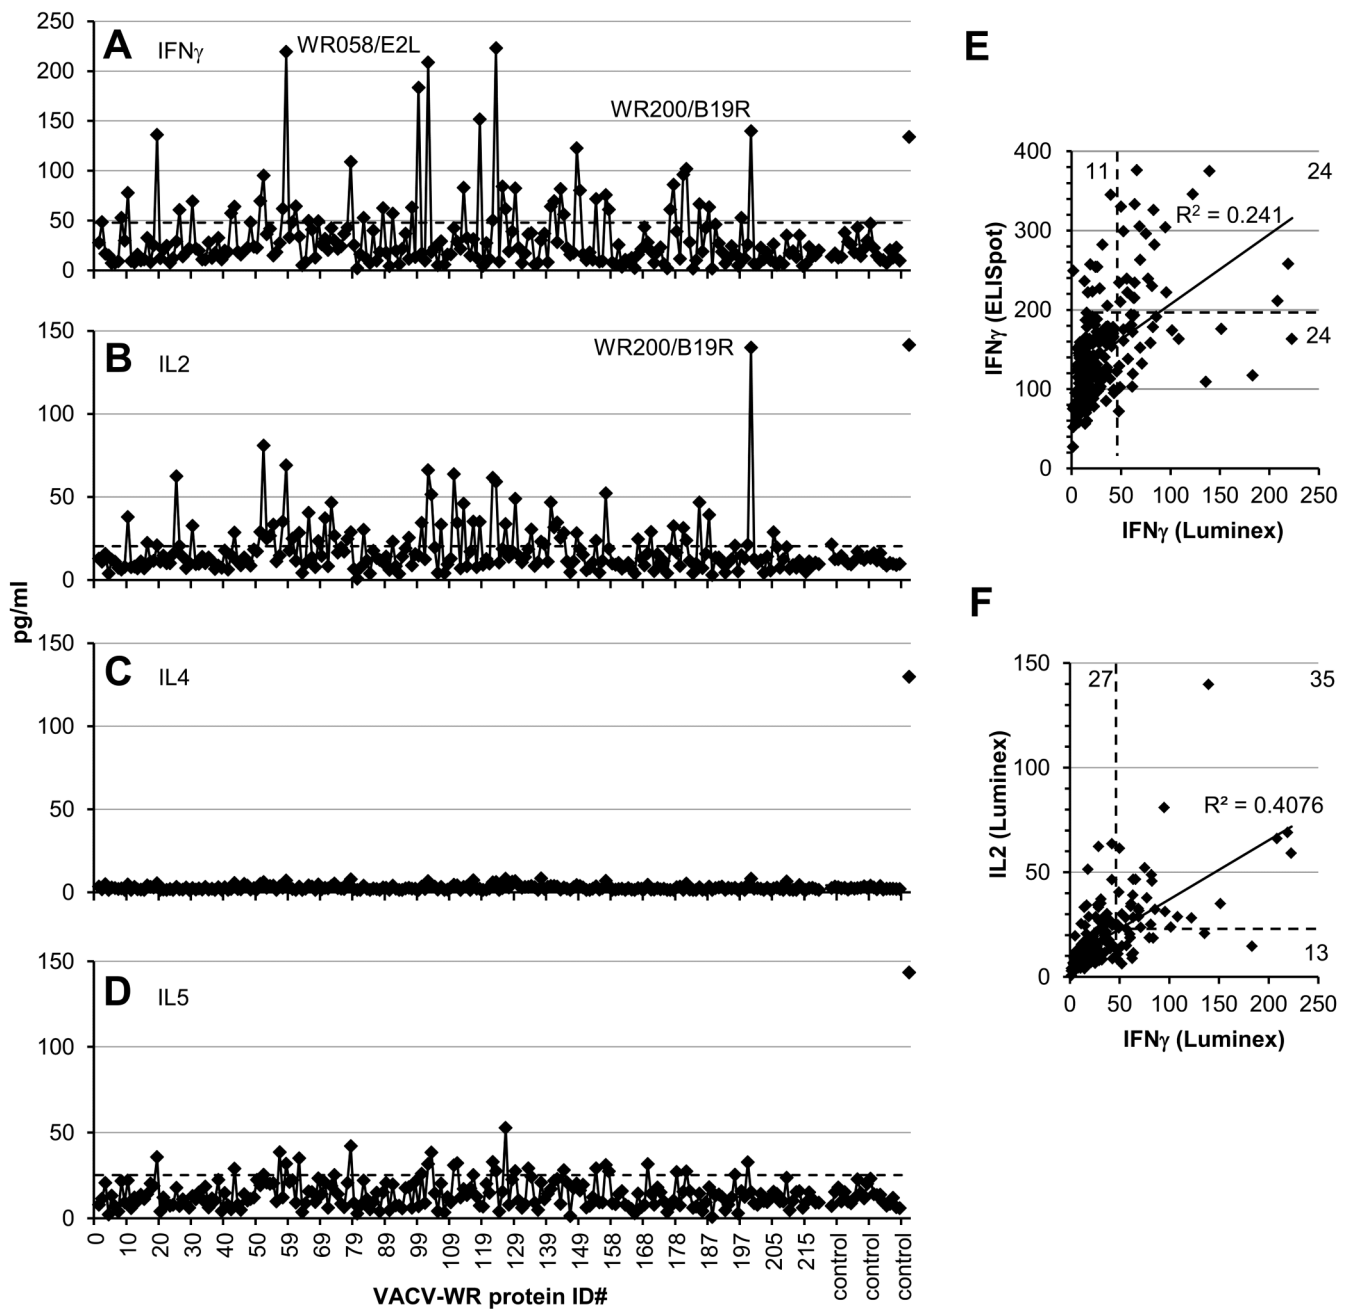 A
IFNγ
WR058/E2L
WR200/B19R
250
200
150
100
50
0
B
IL2
WR200/B19R
150
100
50
0
pg/ml
C
IL4
150
100
50
0
D
IL5
150
100
50
0
0 10 20 30 40 50 59 69 79 89 99 109 119 129 139 149 158 168 178 187 197 205 215 control control control
VACV-WR protein ID#
E
400
300
200
100
0
IFNγ (ELISpot)
11
24
R² = 0.241
24
0 50 100 150 200 250
IFNγ (Luminex)
F
150
100
50
0
IL2 (Luminex)
27
35
R² = 0.4076
13
0 50 100 150 200 250
IFNγ (Luminex)